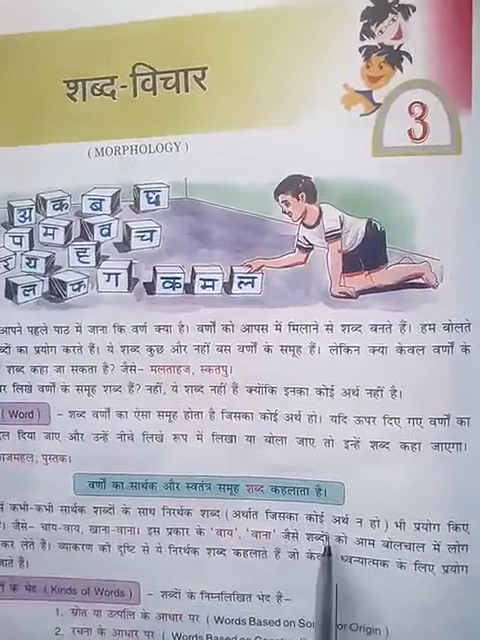 शब्द-विचार
3
(MORPHOLOGY)
अ क ब छ
प म व च
य ह
ल फ ग क म ल
आपने पहले पाठ में जाना कि वर्ण क्या है। वर्णों को आपस में मिलाने से शब्द बनते हैं। हम बोलते
का प्रयोग करते हैं। ये शब्द कुछ और नहीं बस वर्णों के समूह हैं। लेकिन क्या केवल वर्णों के
शब्द कहा जा सकता है? जैसे- मलताहज, स्कतपु।
लिखे वर्णों के समूह शब्द हैं? नहीं, ये शब्द नहीं हैं क्योंकि इनका कोई अर्थ नहीं है।
(Word) - शब्द वर्णों का ऐसा समूह होता है जिसका कोई अर्थ हो। यदि ऊपर दिए गए वर्णों का
दिया जाए और उन्हें नीचे लिखे रूप में लिखा या बोला जाए तो इन्हें शब्द कहा जाएगा।
पुस्तक।
वर्णों का सार्थक और स्वतंत्र समूह शब्द कहलाता है।
कभी-कभी सार्थक शब्दों के साथ निरर्थक शब्द (अर्थात जिसका कोई अर्थ न हो) भी प्रयोग किए
जैसे- चाय-वाय, खाना-वाना। इस प्रकार के 'वाय', 'वाना' जैसे शब्दों को आम बोलचाल में लोग
कर लेते हैं। व्याकरण की दृष्टि से ये निरर्थक शब्द कहलाते हैं जो ध्वन्यात्मक के लिए प्रयोग
के भेद (Kinds of Words) - शब्दों के निम्नलिखित भेद हैं-
1. स्रोत या उत्पत्ति के आधार पर (Words Based on or Origin)
2. रचना के आधार पर (Words Based on